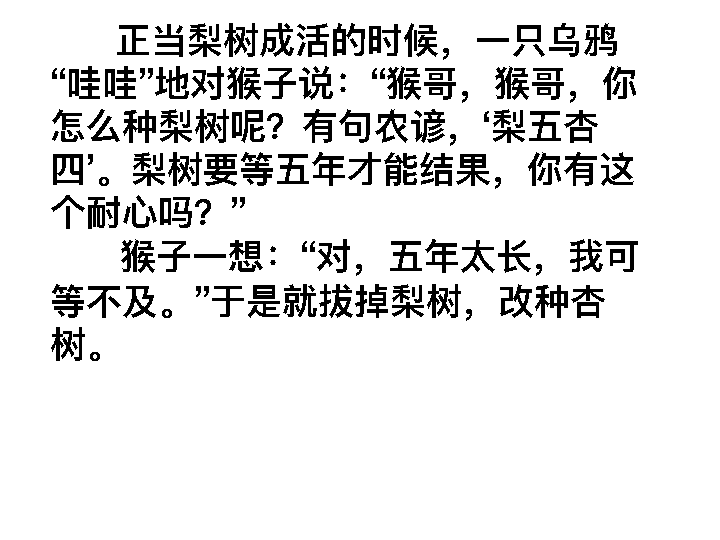 正当梨树成活的时候，一只乌鸦
“哇哇”地对猴子说：“猴哥，猴哥，你
怎么种梨树呢？有句农谚，‘梨五杏
四’。梨树要等五年才能结果，你有这
个耐心吗？”
猴子一想：“对，五年太长，我可
等不及。”于是就拔掉梨树，改种杏
树。